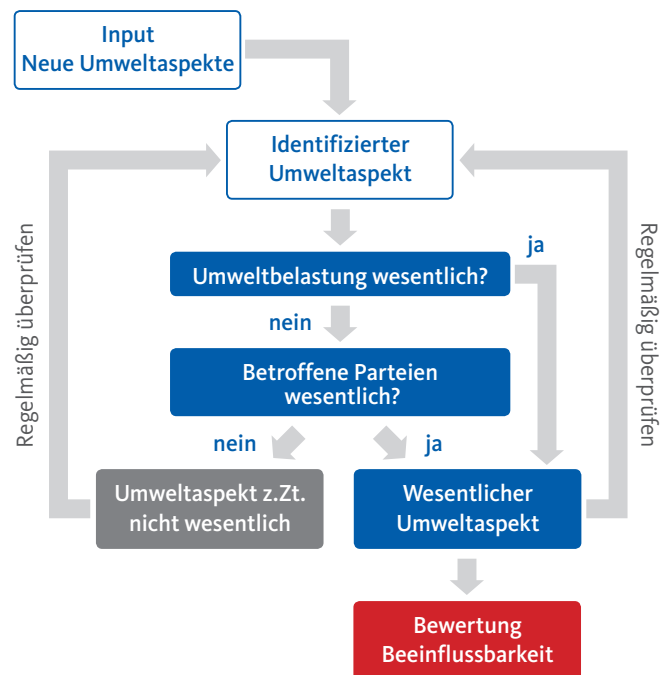 Input
Neue Umweltaspekte
Identifizierter
Umweltaspekt
Regelmäßig überprüfen
Regelmäßig überprüfen
ja
Umweltbelastung wesentlich?
nein
Betroffene Parteien
wesentlich?
nein
ja
Umweltaspekt z.Zt.
nicht wesentlich
Wesentlicher
Umweltaspekt
Bewertung
Beeinflussbarkeit